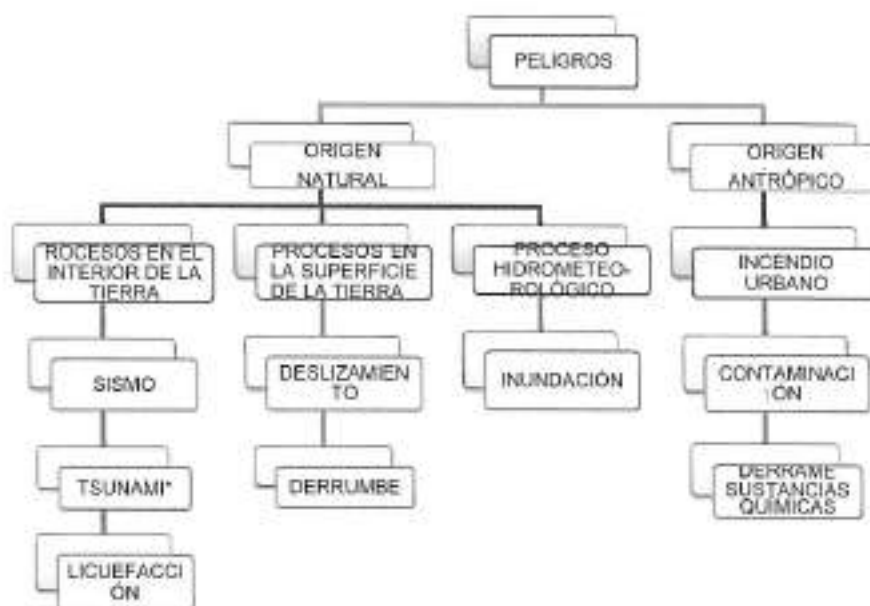 PELIGROS
ORIGEN
NATURAL
ORIGEN
ANTRÓPICO
ROCESOS EN EL
INTERIOR DE LA
TIERRA
PROCESOS EN
LA SUPERFICIE
DE LA TIERRA
PROCESO
HIDROMETEO-
ROLÓGICO
INCENDIO
URBANO
SISMO
DESLIZAMIEN
TO
INUNDACIÓN
CONTAMINACI
ÓN
TSUNAMI*
DERRUMBE
DERRAME
SUSTANCIAS
QUÍMICAS
LICUEFACCI
ÓN